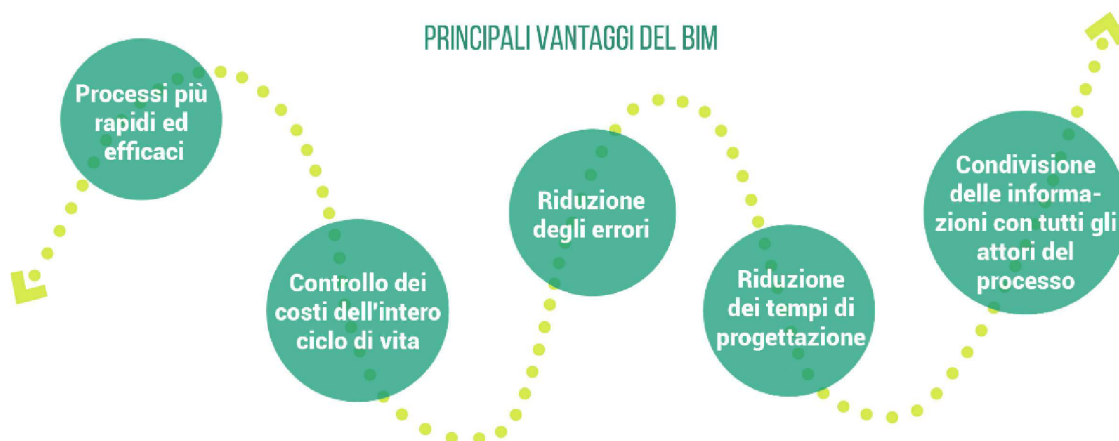 PRINCIPALI VANTAGGI DEL BIM
Processi più
rapidi ed
efficaci
Controllo dei
costi dell'intero
ciclo di vita
Riduzione
degli errori
Riduzione
dei tempi di
progettazione
Condivisione
delle informa-
zioni con tutti gli
attori del
processo